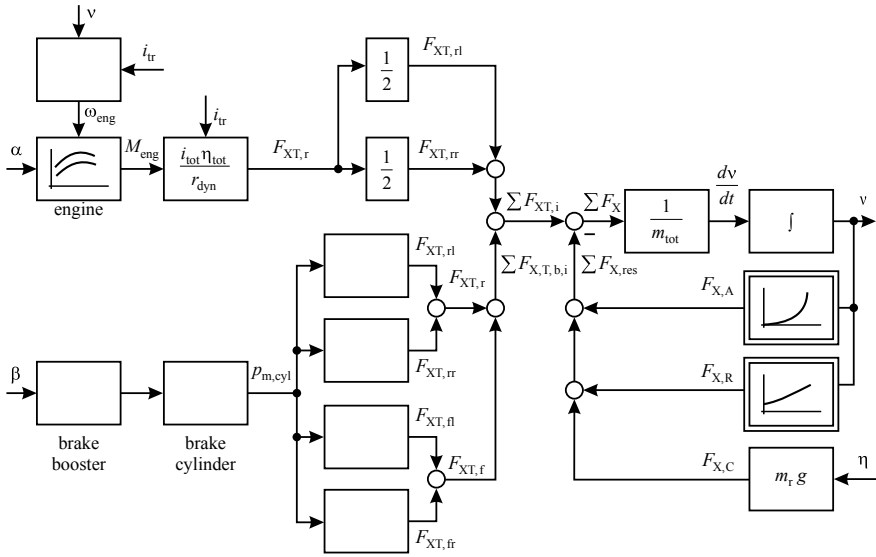 ν
i_tr
ω_eng
i_tr
α
M_eng
engine
i_tot η_tot
r_dyn
F_XT, r
1
2
F_XT, rl
1
2
F_XT, rr
∑ F_XT, i
∑ F_X
−
1
m_tot
dν
dt
∫
ν
∑ F_X, T, b, i
∑ F_X,res
F_XT, rl
F_XT, r
F_XT, rr
F_X, A
F_X, R
F_X, C
m_r g
η
β
brake
booster
brake
cylinder
p_m,cyl
F_XT, fl
F_XT, f
F_XT, fr